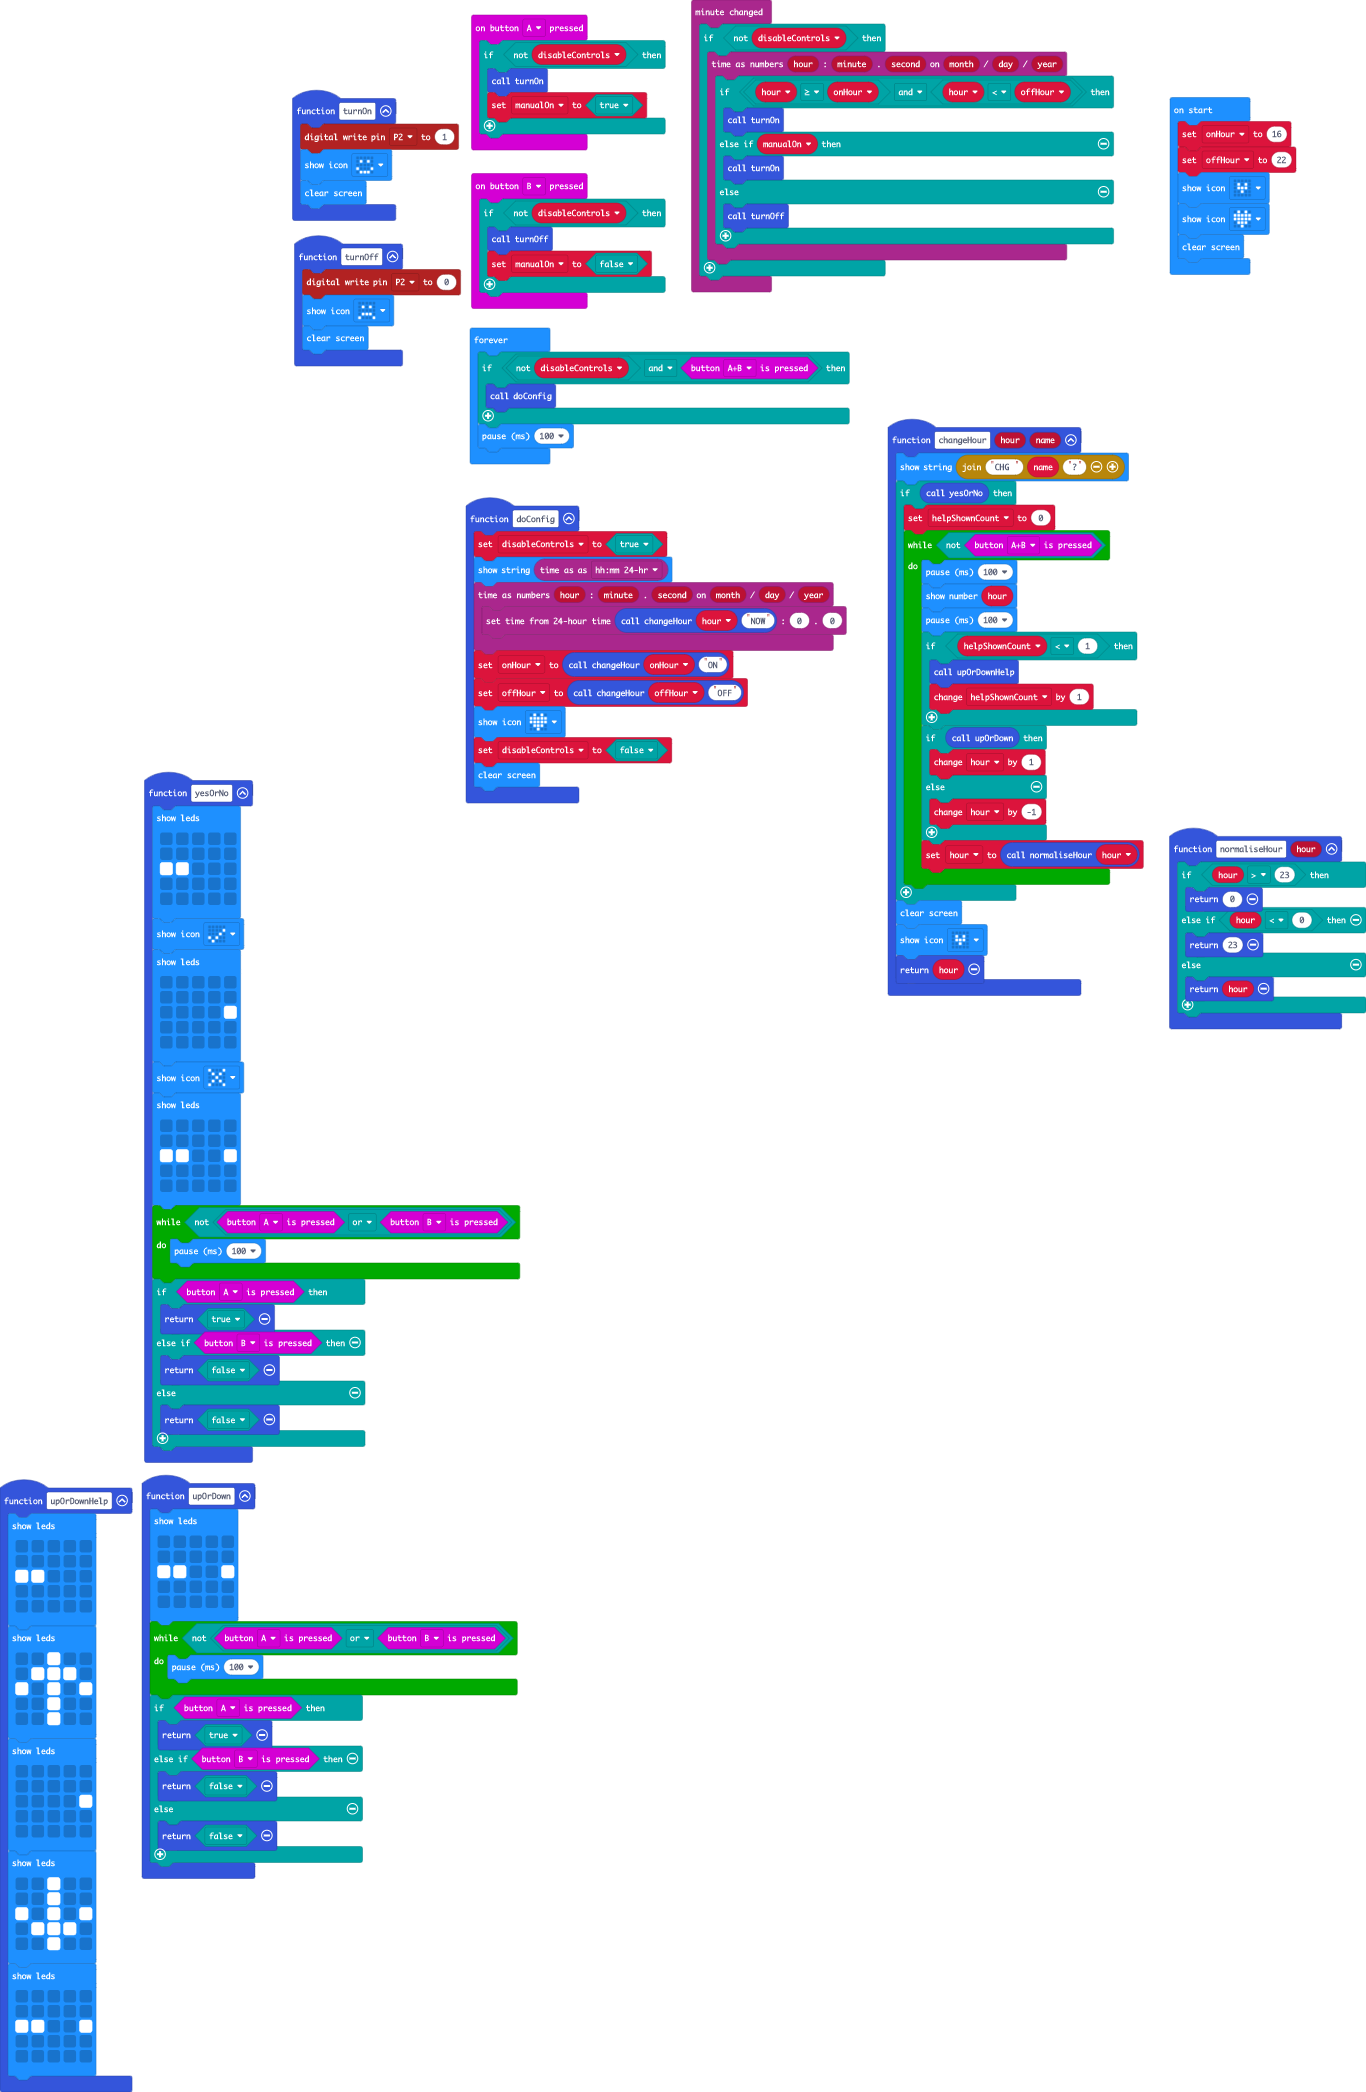 function turnOn
digital write pin P2 to 1
show icon
clear screen
function turnOff
digital write pin P2 to 0
show icon
clear screen
on button A pressed
if not disableControls then
call turnOn
set manualOn to true
on button B pressed
if not disableControls then
call turnOff
set manualOn to false
minute changed
if not disableControls then
time as numbers hour : minute . second on month / day / year
if hour ≥ onHour and hour < offHour then
call turnOn
else if manualOn then
call turnOn
else
call turnOff
on start
set onHour to 16
set offHour to 22
show icon
show icon
clear screen
forever
if not disableControls and button A+B is pressed then
call doConfig
pause (ms) 100
function doConfig
set disableControls to true
show string time as as hh:mm 24-hr
time as numbers hour : minute . second on month / day / year
set time from 24-hour time call changeHour hour "NOW" : 0 . 0
set onHour to call changeHour onHour "ON"
set offHour to call changeHour offHour "OFF"
show icon
set disableControls to false
clear screen
function changeHour hour name
show string join "CHG " name "?"
if call yesOrNo then
set helpShownCount to 0
while not button A+B is pressed
do
pause (ms) 100
show number hour
pause (ms) 100
if helpShownCount < 1 then
call upOrDownHelp
change helpShownCount by 1
if call upOrDown then
change hour by 1
else
change hour by -1
set hour to call normaliseHour hour
clear screen
show icon
return hour
function normaliseHour hour
if hour > 23 then
return 0
else if hour < 0 then
return 23
else
return hour
function yesOrNo
show leds
show icon
show leds
show icon
show leds
while not button A is pressed or button B is pressed
do
pause (ms) 100
if button A is pressed then
return true
else if button B is pressed then
return false
else
return false
function upOrDownHelp
show leds
show leds
show leds
show leds
show leds
function upOrDown
show leds
while not button A is pressed or button B is pressed
do
pause (ms) 100
if button A is pressed then
return true
else if button B is pressed then
return false
else
return false